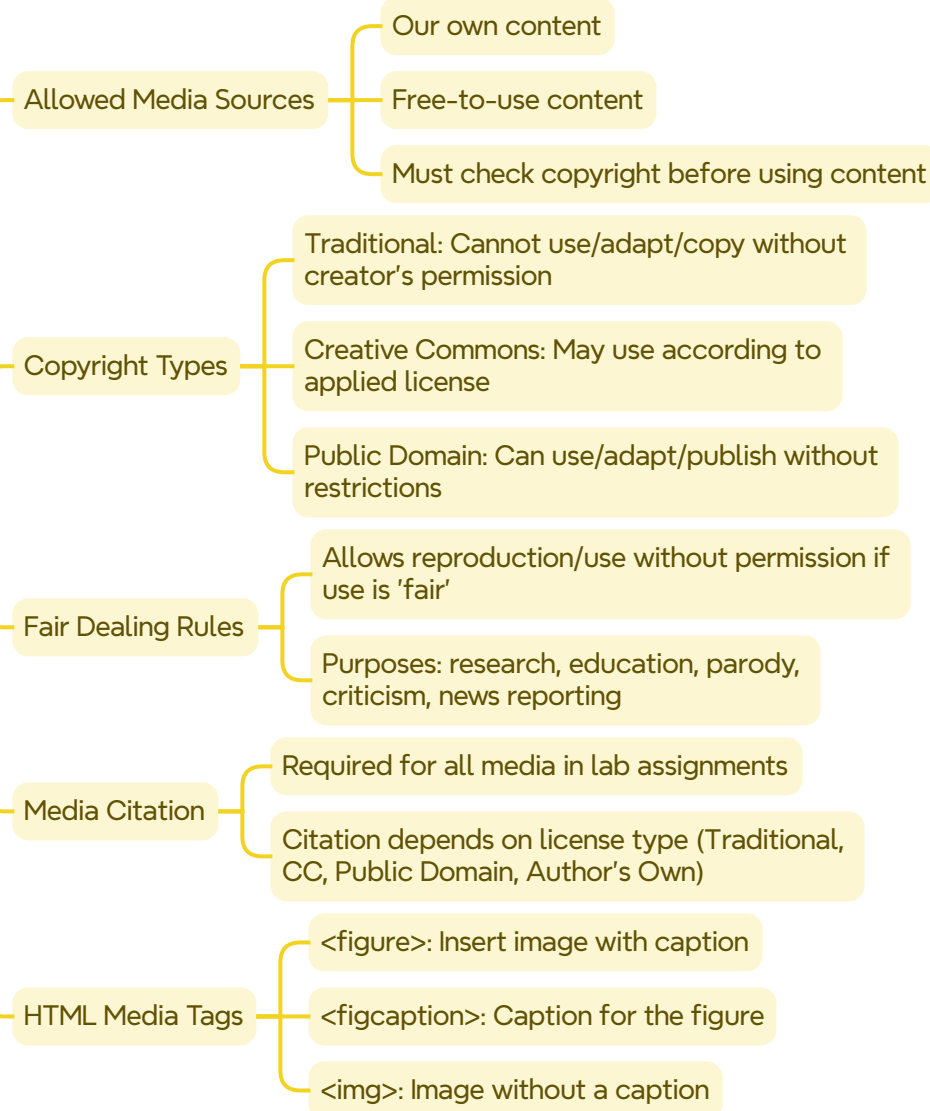 Allowed Media Sources
Our own content
Free-to-use content
Must check copyright before using content
Copyright Types
Traditional: Cannot use/adapt/copy without
creator's permission
Creative Commons: May use according to
applied license
Public Domain: Can use/adapt/publish without
restrictions
Fair Dealing Rules
Allows reproduction/use without permission if
use is 'fair'
Purposes: research, education, parody,
criticism, news reporting
Media Citation
Required for all media in lab assignments
Citation depends on license type (Traditional,
CC, Public Domain, Author's Own)
HTML Media Tags
<figure>: Insert image with caption
<figcaption>: Caption for the figure
<img>: Image without a caption